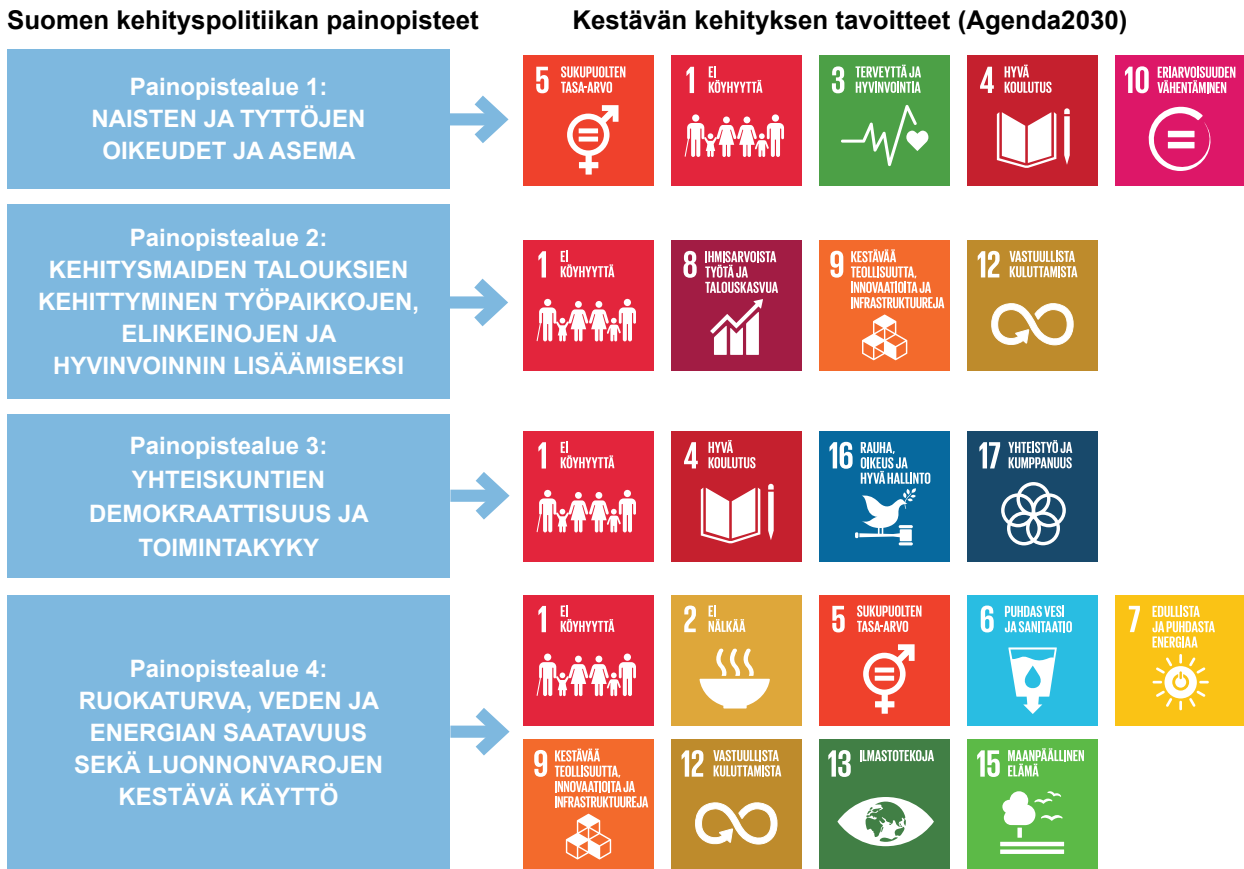 Suomen kehityspolitiikan painopisteet
Kestävän kehityksen tavoitteet (Agenda2030)
Painopistealue 1:
NAISTEN JA TYTTÖJEN
OIKEUDET JA ASEMA
5 SUKUPUOLTEN
TASA-ARVO
1 EI
KÖYHYYTTÄ
3 TERVEYTTÄ JA
HYVINVOINTIA
4 HYVÄ
KOULUTUS
10 ERIARVOISUUDEN
VÄHENTÄMINEN
Painopistealue 2:
KEHITYSMAIDEN TALOUKSIEN
KEHITTYMINEN TYÖPAIKKOJEN,
ELINKEINOJEN JA
HYVINVOINNIN LISÄÄMISEKSI
1 EI
KÖYHYYTTÄ
8 IHMISARVOISTA
TYÖTÄ JA
TALOUSKASVUA
9 KESTÄVÄÄ
TEOLLISUUTTA,
INNOVAATIOITA JA
INFRASTRUKTUUREJA
12 VASTUULLISTA
KULUTTAMISTA
Painopistealue 3:
YHTEISKUNTIEN
DEMOKRAATTISUUS JA
TOIMINTAKYKY
1 EI
KÖYHYYTTÄ
4 HYVÄ
KOULUTUS
16 RAUHA,
OIKEUS JA
HYVÄ HALLINTO
17 YHTEISTYÖ JA
KUMPPANUUS
Painopistealue 4:
RUOKATURVA, VEDEN JA
ENERGIAN SAATAVUUS
SEKÄ LUONNONVAROJEN
KESTÄVÄ KÄYTTÖ
1 EI
KÖYHYYTTÄ
2 EI
NÄLKÄÄ
5 SUKUPUOLTEN
TASA-ARVO
6 PUHDAS VESI
JA SANITAATIO
7 EDULLISTA
JA PUHDASTA
ENERGIAA
9 KESTÄVÄÄ
TEOLLISUUTTA,
INNOVAATIOITA JA
INFRASTRUKTUUREJA
12 VASTUULLISTA
KULUTTAMISTA
13 ILMASTOTEKOJA
15 MAANPÄÄLLINEN
ELÄMÄ